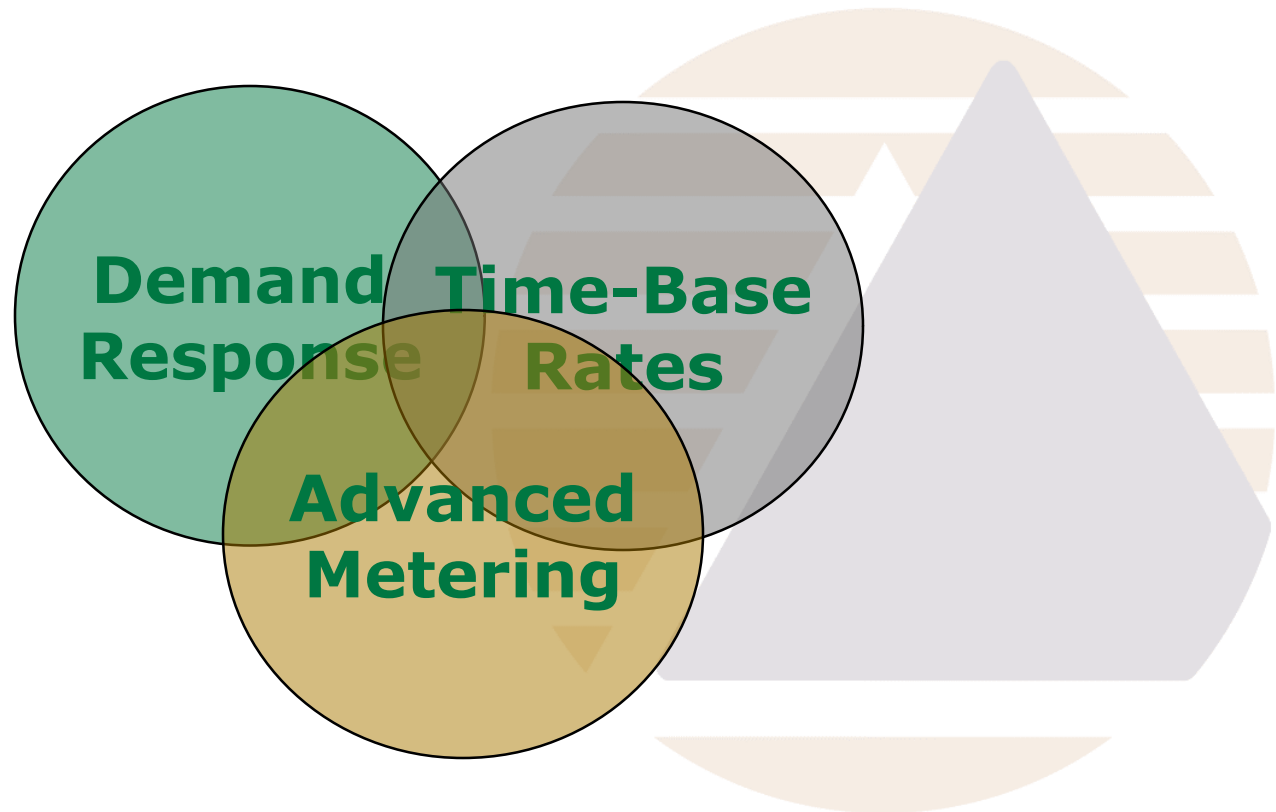 Demand
Response
Time-Base
Rates
Advanced
Metering